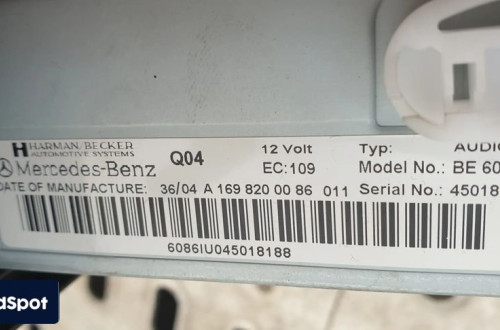 HARMAN/BECKER
AUTOMOTIVE SYSTEMS
Mercedes-Benz Q04 12 Volt EC:109 Typ: AUDIO Model No.: BE 60
DATE OF MANUFACTURE: 36/04 A 169 820 00 86 011 Serial No.: 45018
6086IU045018188
dSpot